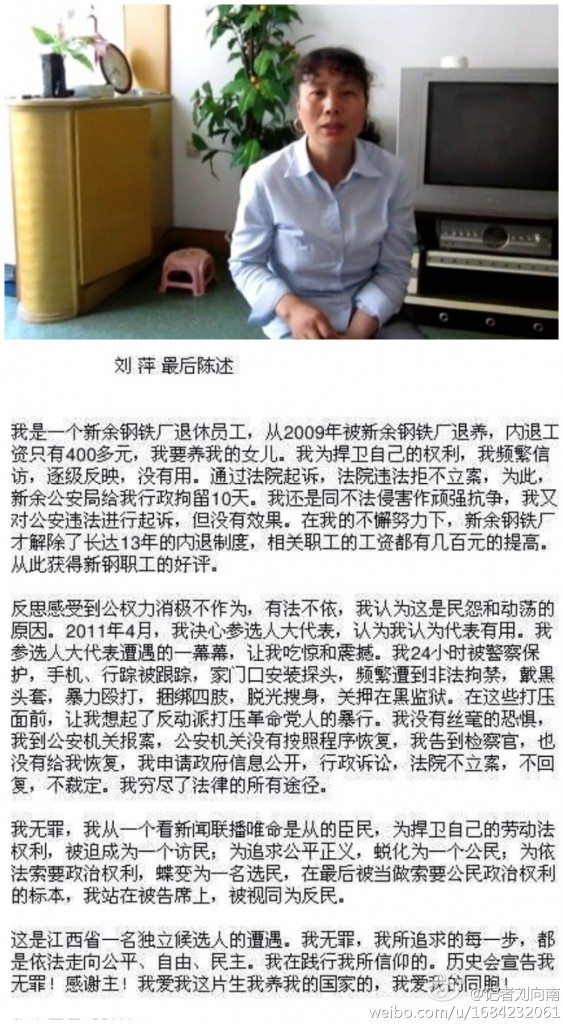 刘 萍 最后陈述
我是一个新余钢铁厂退休员工，从2009年被新余钢铁厂退养，内退工
资只有400多元，我要养我的女儿。我为捍卫自己的权利，我频繁信
访，逐级反映，没有用。通过法院起诉，法院违法拒不立案，为此，
新余公安局给我行政拘留10天。我还是同不法侵害作顽强抗争，我又
对公安违法进行起诉，但没有效果。在我的不懈努力下，新余钢铁厂
才解除了长达13年的内退制度，相关职工的工资都有几百元的提高。
从此获得新钢职工的好评。
反思感受到公权力消极不作为，有法不依，我认为这是民怨和动荡的
原因。2011年4月，我决心参选人大代表，认为我认为代表有用。我
参选人大代表遭遇的一幕幕，让我吃惊和震撼。我24小时被警察保
护，手机、行踪被跟踪，家门口安装探头，频繁遭到非法拘禁，戴黑
头套，暴力殴打，捆绑四肢，脱光搜身，关押在黑监狱。在这些打压
面前，让我想起了反动派打压革命党人的暴行。我没有丝毫的恐惧，
我到公安机关报案，公安机关没有按照程序恢复，我告到检察官，也
没有给我恢复，我申请政府信息公开，行政诉讼，法院不立案，不回
复，不裁定。我穷尽了法律的所有途径。
我无罪，我从一个看新闻联播唯命是从的臣民，为捍卫自己的劳动法
权利，被迫成为一个访民；为追求公平正义，蜕化为一个公民；为依
法索要政治权利，蝶变为一名选民，在最后被当做索要公民政治权利
的标本，我站在被告席上，被视同为反民。
这是江西省一名独立候选人的遭遇。我无罪，我所追求的每一步，都
是依法走向公平、自由、民主。我在践行我所信仰的。历史会宣告我
无罪！感谢主！我爱我这片生我养我的国家的，我爱我的同胞！
@记者刘向南
weibo.com/u/1684232061